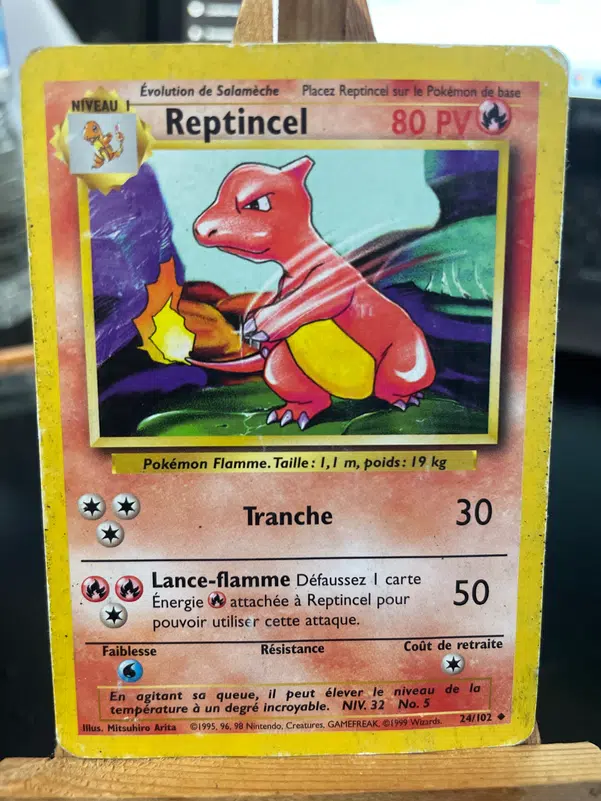 Évolution de Salamèche Placez Reptincel sur le Pokémon de base
NIVEAU 1
Reptincel 80 PV
Pokémon Flamme. Taille : 1,1 m, poids : 19 kg
Tranche 30
Lance-flamme Défaussez 1 carte
Énergie attachée à Reptincel pour
pouvoir utiliser cette attaque.
50
Faiblesse Résistance Coût de retraite
En agitant sa queue, il peut élever le niveau de la
température à un degré incroyable. NIV. 32 No. 5
Illus. Mitsuhiro Arita ©1995, 96, 98 Nintendo, Creatures, GAMEFREAK. ©1999 Wizards. 24/102